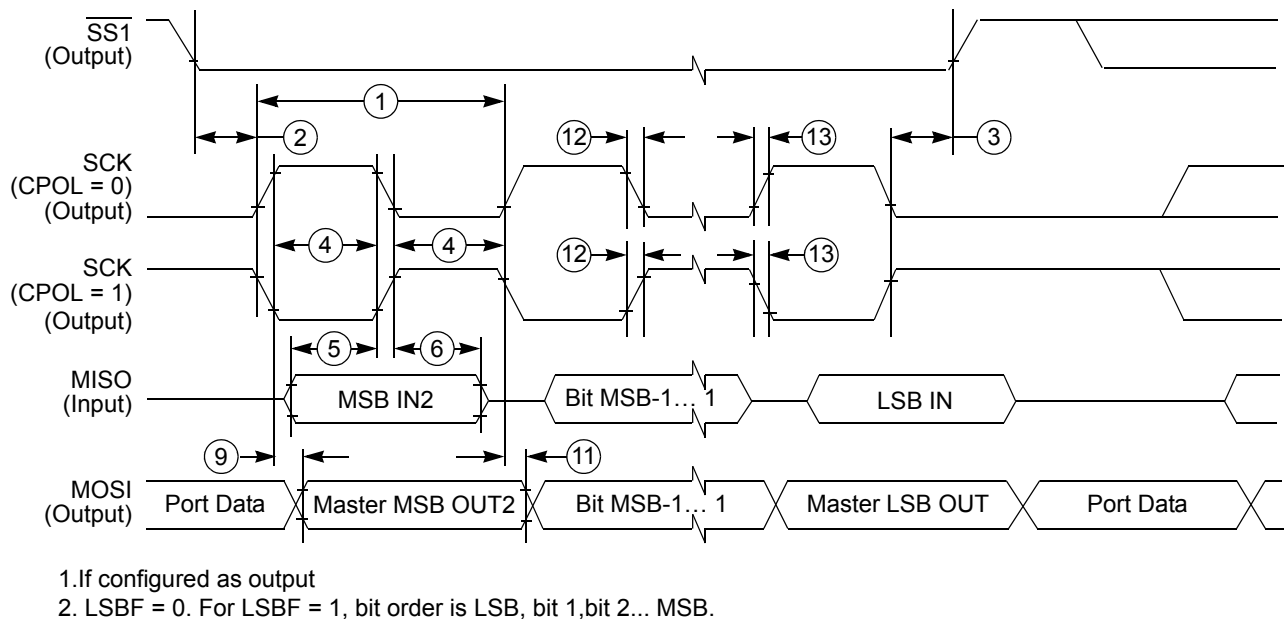 SS1
(Output)
1
2
12
13
3
SCK
(CPOL = 0)
(Output)
4
4
12
13
SCK
(CPOL = 1)
(Output)
5
6
MISO
(Input)
MSB IN2
Bit MSB-1… 1
LSB IN
9
11
MOSI
(Output)
Port Data
Master MSB OUT2
Bit MSB-1… 1
Master LSB OUT
Port Data
1.If configured as output
2. LSBF = 0. For LSBF = 1, bit order is LSB, bit 1,bit 2... MSB.